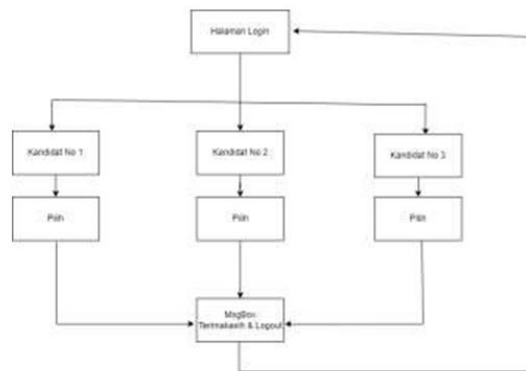 Halaman Login
Kandidat No 1
Kandidat No 2
Kandidat No 3
Pilih
Pilih
Pilih
MsgBox
Terimakasih & Logout